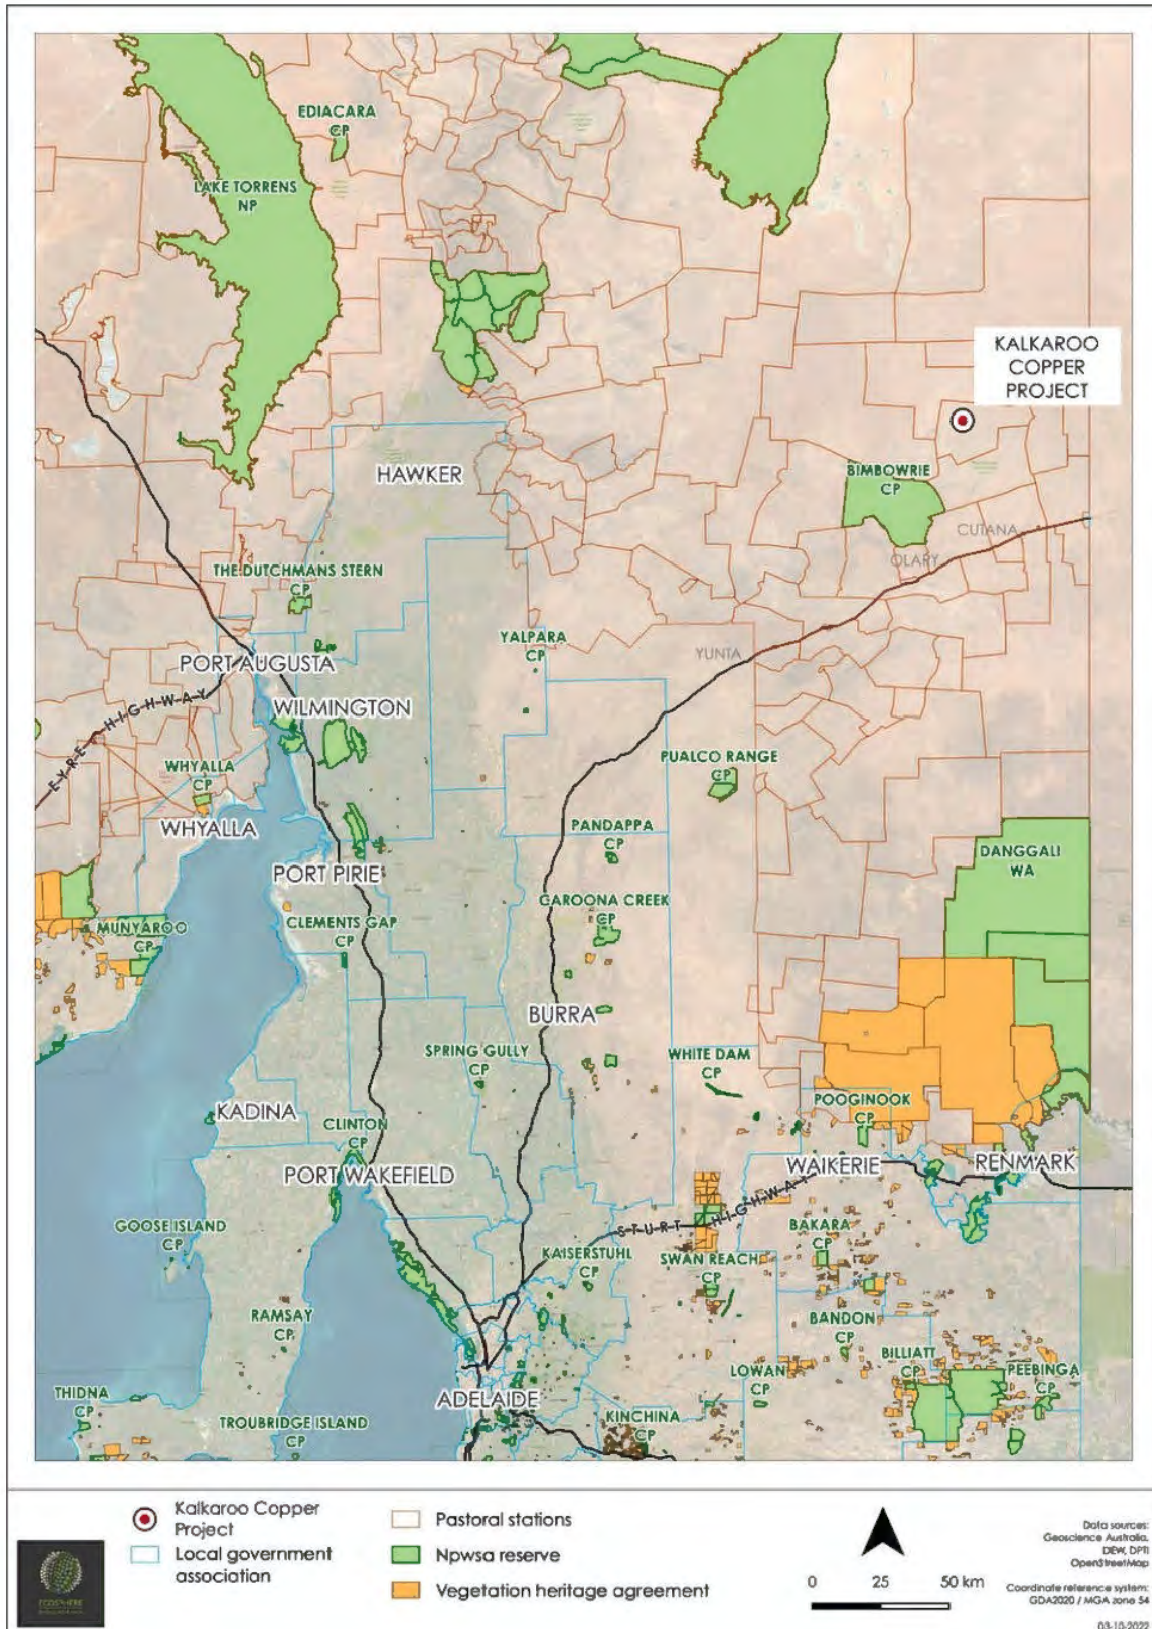 EDIACARA
CP
LAKE TORRENS
NP
KALKAROO
COPPER
PROJECT
HAWKER
BIMBOWRIE
CP
CUTANA
OLARY
THE DUTCHMANS STERN
CP
YALPARA
CP
YUNTA
PORT AUGUSTA
EYRE HIGHWAY
WILMINGTON
WHYALLA
CP
PUALCO RANGE
CP
WHYALLA
PANDAPPA
CP
DANGGALI
WA
PORT PIRIE
CAROONA CREEK
CP
CLEMENTS GAP
CP
MUNYAROO
CP
BURRA
SPRING GULLY
CP
WHITE DAM
CP
POOGINOOK
CP
KADINA
CLINTON
CP
PORT WAKEFIELD
WAIKERIE
RENMARK
STURT HIGHWAY
GOOSE ISLAND
CP
BAKARA
CP
KAISERSTUHL
CP
SWAN REACH
CP
RAMSAY
CP
BANDON
CP
BILLIATT
CP
LOWAN
CP
PEEBINGA
CP
THIDNA
CP
ADELAIDE
TROUBRIDGE ISLAND
CP
KINCHINA
CP
Kalkaroo Copper
Project
Local government
association
Pastoral stations
Npwsa reserve
Vegetation heritage agreement
0 25 50 km
Data sources:
Geoscience Australia,
DEW, DPTI
OpenStreetMap
Coordinate reference system:
GDA2020 / MGA zone 54
03-10-2022
ECOSPHERE